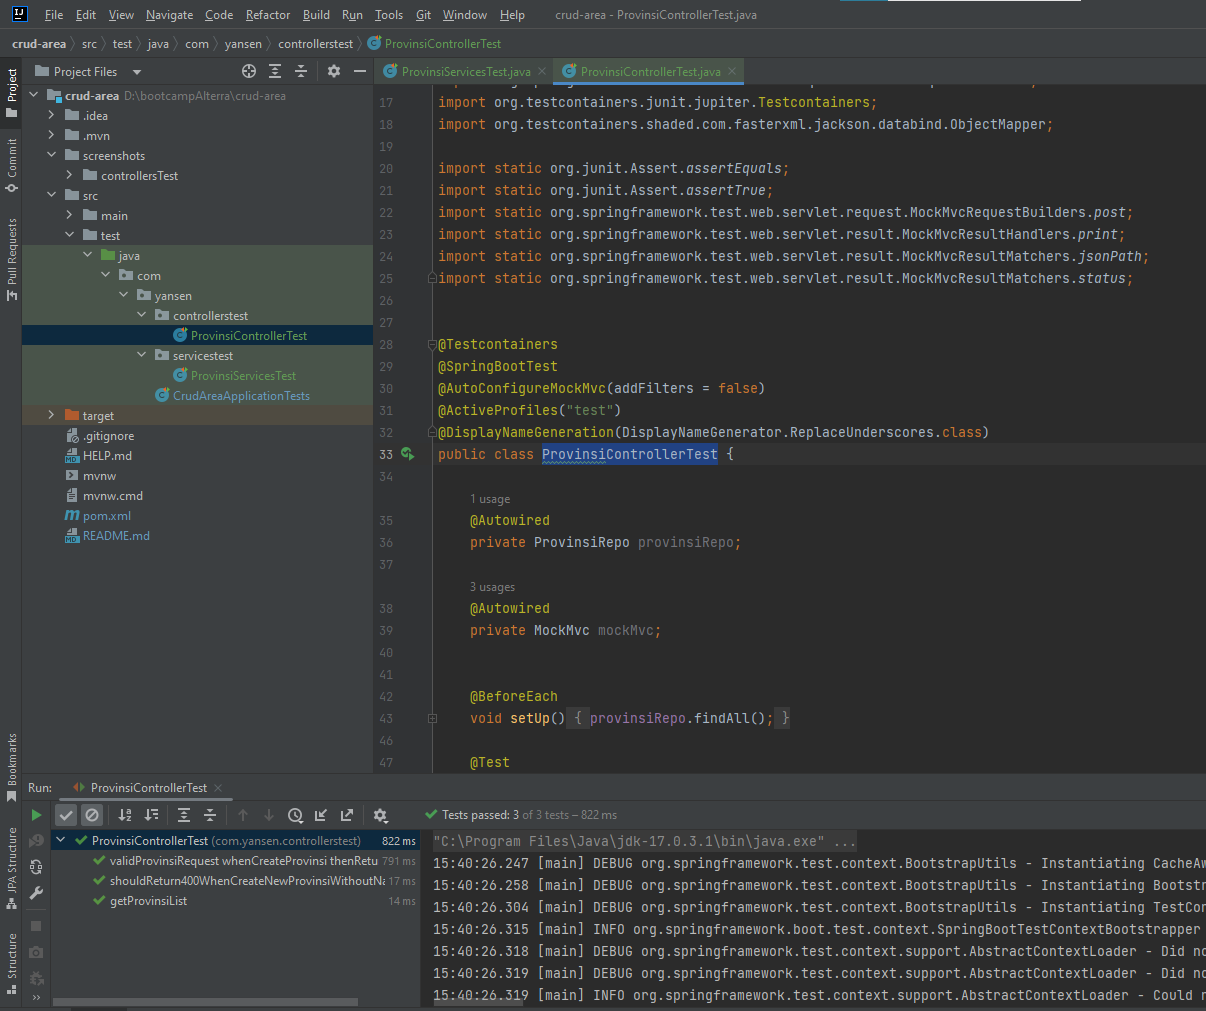 File Edit View Navigate Code Refactor Build Run Tools Git Window Help crud-area - ProvinsiControllerTest.java
crud-area src test java com yansen controllerstest ProvinsiControllerTest
Project Files
ProvinsiServicesTest.java
ProvinsiControllerTest.java
Project
Commit
Pull Requests
Bookmarks
JPA Structure
Structure
crud-area D:\bootcampAlterra\crud-area
.idea
.mvn
screenshots
controllersTest
src
main
test
java
com
yansen
controllerstest
ProvinsiControllerTest
servicestest
ProvinsiServicesTest
CrudAreaApplicationTests
target
.gitignore
HELP.md
mvnw
mvnw.cmd
pom.xml
README.md
17 import org.testcontainers.junit.jupiter.Testcontainers;
18 import org.testcontainers.shaded.com.fasterxml.jackson.databind.ObjectMapper;
19
20 import static org.junit.Assert.assertEquals;
21 import static org.junit.Assert.assertTrue;
22 import static org.springframework.test.web.servlet.request.MockMvcRequestBuilders.post;
23 import static org.springframework.test.web.servlet.result.MockMvcResultHandlers.print;
24 import static org.springframework.test.web.servlet.result.MockMvcResultMatchers.jsonPath;
25 import static org.springframework.test.web.servlet.result.MockMvcResultMatchers.status;
26
27
28 @Testcontainers
29 @SpringBootTest
30 @AutoConfigureMockMvc(addFilters = false)
31 @ActiveProfiles("test")
32 @DisplayNameGeneration(DisplayNameGenerator.ReplaceUnderscores.class)
33 public class ProvinsiControllerTest {
34
1 usage
35 @Autowired
36 private ProvinsiRepo provinsiRepo;
37
3 usages
38 @Autowired
39 private MockMvc mockMvc;
40
41
42 @BeforeEach
43 void setUp() { provinsiRepo.findAll(); }
46
47 @Test
Run: ProvinsiControllerTest
Tests passed: 3 of 3 tests – 822 ms
ProvinsiControllerTest (com.yansen.controllerstest) 822 ms
validProvinsiRequest whenCreateProvinsi thenRetu 791 ms
shouldReturn400WhenCreateNewProvinsiWithoutNa 17 ms
getProvinsiList 14 ms
"C:\Program Files\Java\jdk-17.0.3.1\bin\java.exe" ...
15:40:26.247 [main] DEBUG org.springframework.test.context.BootstrapUtils - Instantiating CacheAw
15:40:26.258 [main] DEBUG org.springframework.test.context.BootstrapUtils - Instantiating Bootstr
15:40:26.304 [main] DEBUG org.springframework.test.context.BootstrapUtils - Instantiating TestCon
15:40:26.315 [main] INFO org.springframework.boot.test.context.SpringBootTestContextBootstrapper
15:40:26.318 [main] DEBUG org.springframework.test.context.support.AbstractContextLoader - Did no
15:40:26.319 [main] DEBUG org.springframework.test.context.support.AbstractContextLoader - Did no
15:40:26.319 [main] INFO org.springframework.test.context.support.AbstractContextLoader - Could n